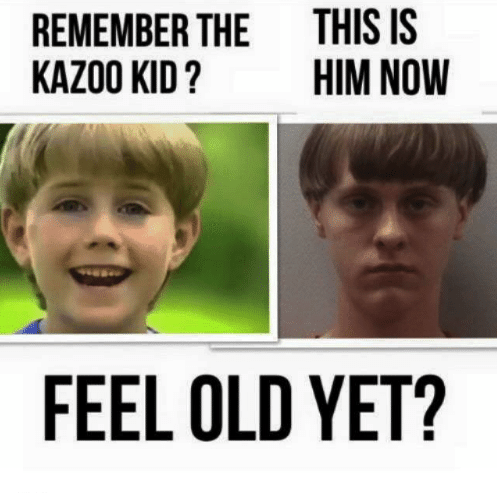 REMEMBER THE
KAZOO KID ?
THIS IS
HIM NOW
FEEL OLD YET?